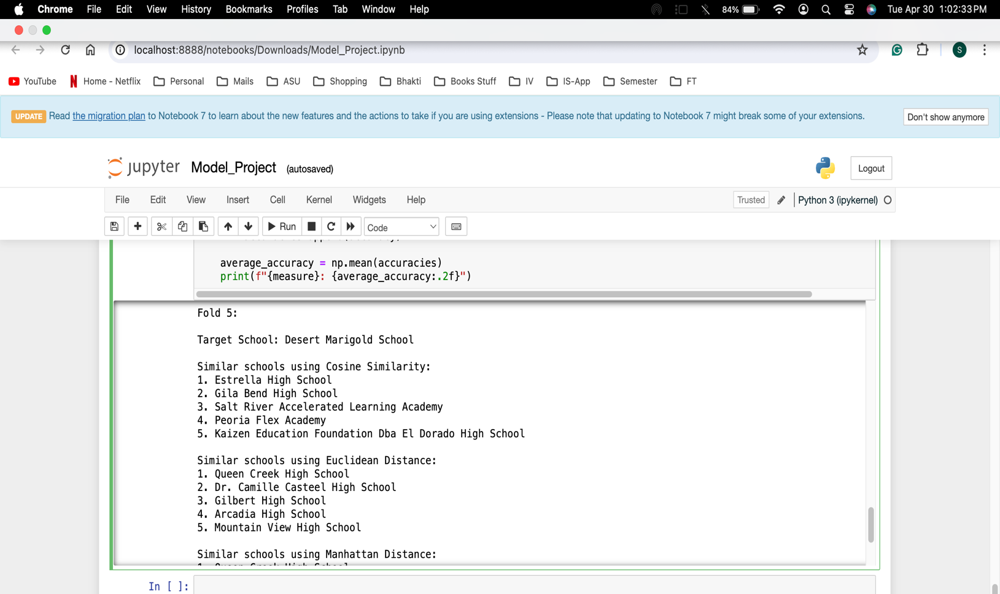 Chrome File Edit View History Bookmarks Profiles Tab Window Help 84% Tue Apr 30 1:02:33 PM
localhost:8888/notebooks/Downloads/Model_Project.ipynb S
YouTube Home - Netflix Personal Mails ASU Shopping Bhakti Books Stuff IV IS-App Semester FT
UPDATE Read the migration plan to Notebook 7 to learn about the new features and the actions to take if you are using extensions - Please note that updating to Notebook 7 might break some of your extensions. Don't show anymore
jupyter Model_Project (autosaved) Logout
File Edit View Insert Cell Kernel Widgets Help Trusted Python 3 (ipykernel)
Run Code
average_accuracy = np.mean(accuracies)
print(f"{measure}: {average_accuracy:.2f}")
Fold 5:
Target School: Desert Marigold School
Similar schools using Cosine Similarity:
1. Estrella High School
2. Gila Bend High School
3. Salt River Accelerated Learning Academy
4. Peoria Flex Academy
5. Kaizen Education Foundation Dba El Dorado High School
Similar schools using Euclidean Distance:
1. Queen Creek High School
2. Dr. Camille Casteel High School
3. Gilbert High School
4. Arcadia High School
5. Mountain View High School
Similar schools using Manhattan Distance:
1. Queen Creek High School
In [ ]: